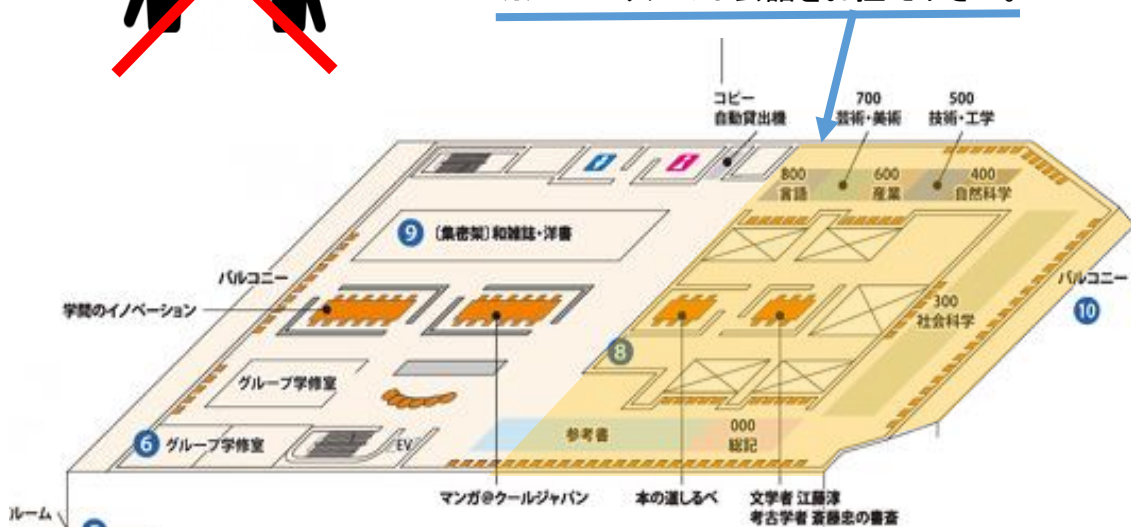 コピー
自動貸出機
700
芸術・美術
500
技術・工学
800
言語
600
産業
400
自然科学
9
(集密架)和雑誌・洋書
バルコニー
学問のイノベーション
300
社会科学
バルコニー
10
8
グループ学修室
6
グループ学修室
EV
参考書
000
総記
マンガ@クールジャパン
本の道しるべ
文学者 江藤淳
考古学者 斎藤忠の書斎
ルーム